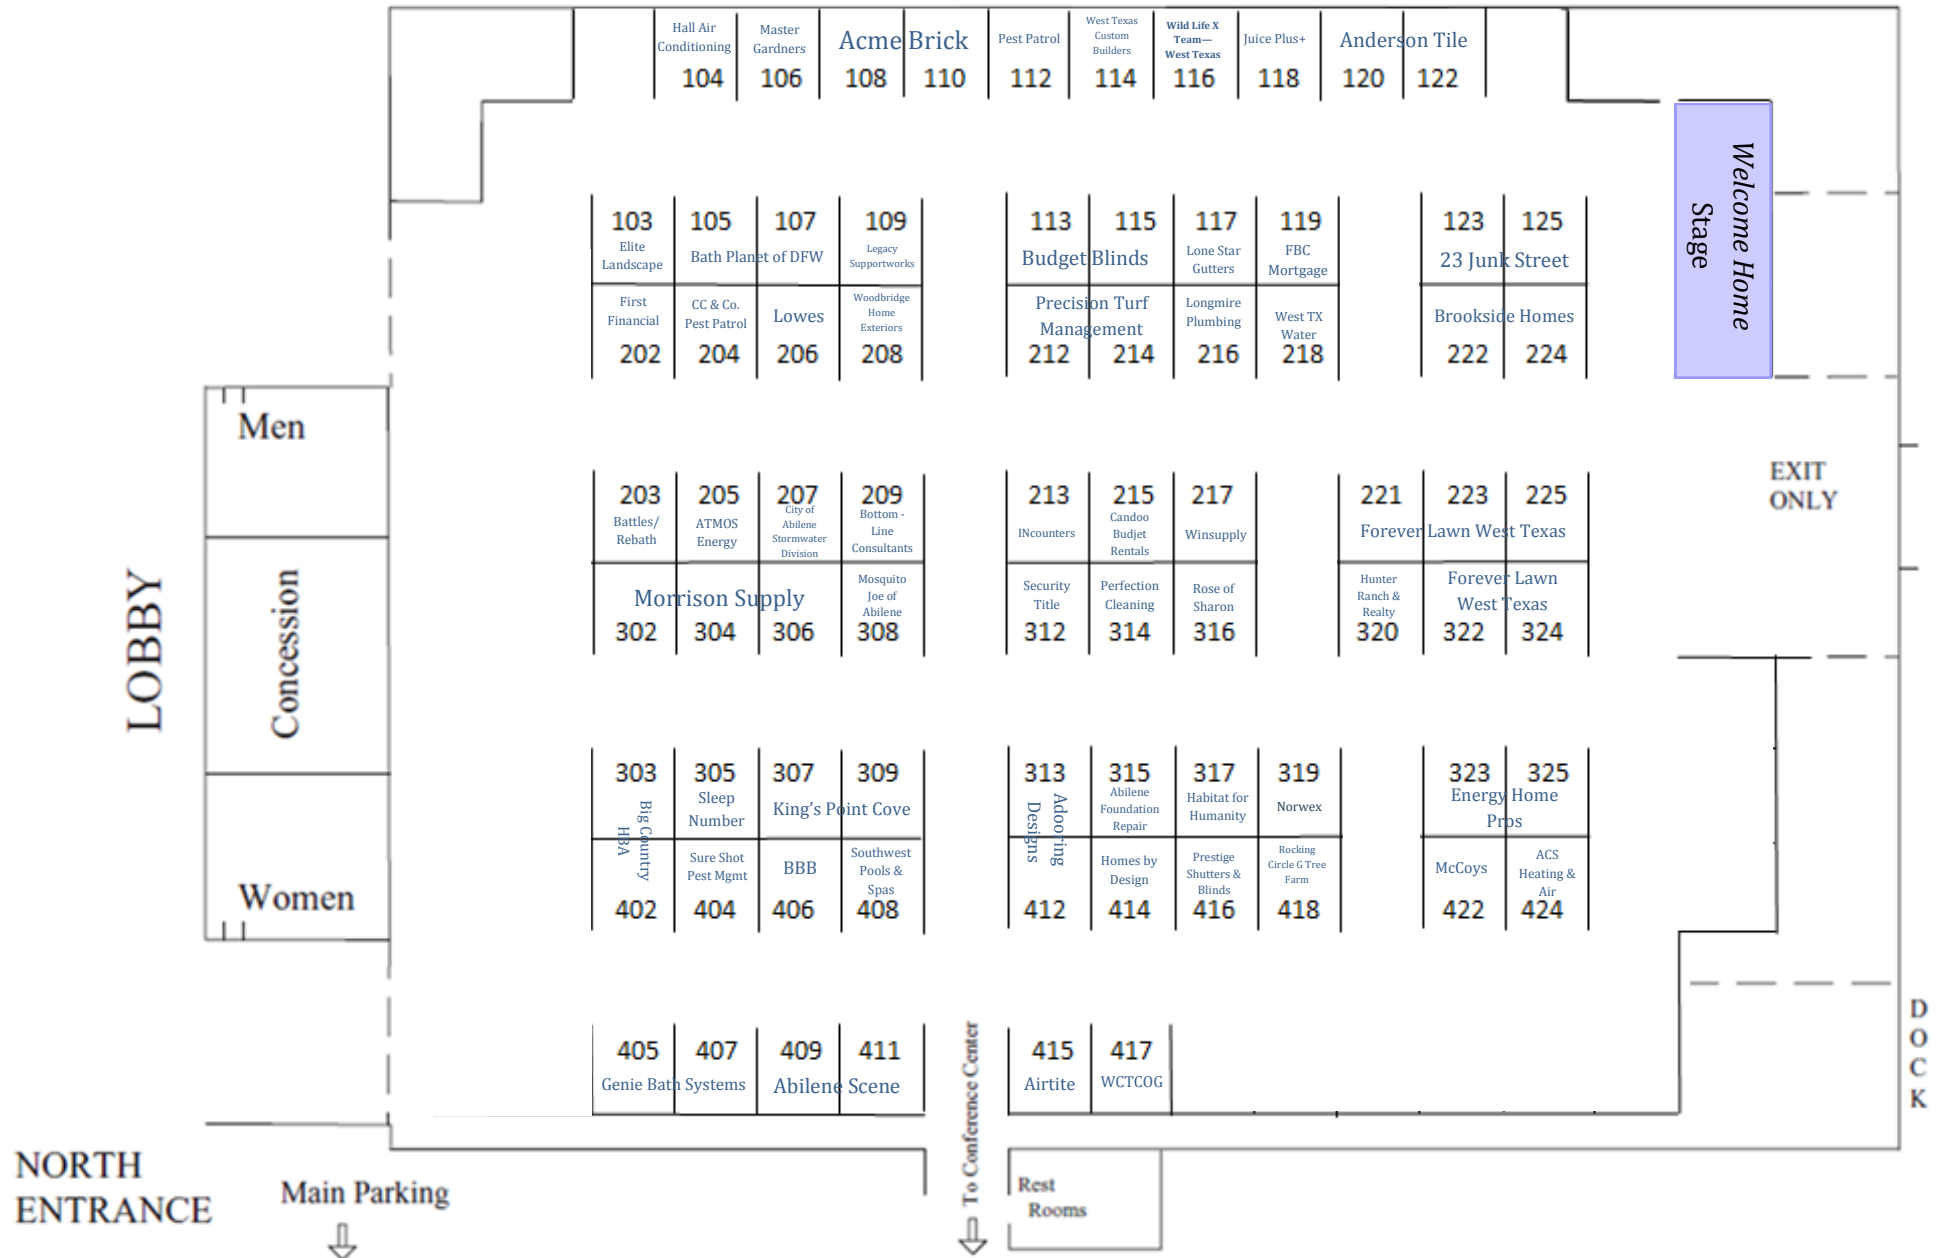 Hall Air
Conditioning
104
Master
Gardners
106
Acme Brick
108 110
Pest Patrol
112
West Texas
Custom
Builders
114
Wild Life X
Team—
West Texas
116
Juice Plus+
118
Anderson Tile
120 122
Welcome Home
Stage
103
Elite
Landscape
105 107
Bath Planet of DFW
109
Legacy
Supportworks
First
Financial
202
CC & Co.
Pest Patrol
204
Lowes
206
Woodbridge
Home
Exteriors
208
113 115
Budget Blinds
117
Lone Star
Gutters
119
FBC
Mortgage
Precision Turf
Management
212 214
Longmire
Plumbing
216
West TX
Water
218
123 125
23 Junk Street
Brookside Homes
222 224
Men
Concession
Women
LOBBY
EXIT
ONLY
203
Battles/
Rebath
205
ATMOS
Energy
207
City of
Abilene
Stormwater
Division
209
Bottom -
Line
Consultants
Morrison Supply
302 304 306
Mosquito
Joe of
Abilene
308
213
INcounters
215
Candoo
Budjet
Rentals
217
Winsupply
Security
Title
312
Perfection
Cleaning
314
Rose of
Sharon
316
221 223 225
Forever Lawn West Texas
Hunter
Ranch &
Realty
320
Forever Lawn
West Texas
322 324
303
Big Country
HBA
402
305
Sleep
Number
307 309
King's Point Cove
Sure Shot
Pest Mgmt
404
BBB
406
Southwest
Pools &
Spas
408
313
Adooring
Designs
412
315
Abilene
Foundation
Repair
317
Habitat for
Humanity
319
Norwex
Homes by
Design
414
Prestige
Shutters &
Blinds
416
Rocking
Circle G Tree
Farm
418
323 325
Energy Home
Pros
McCoys
422
ACS
Heating &
Air
424
405 407
Genie Bath Systems
409 411
Abilene Scene
415
Airtite
417
WCTCOG
To Conference Center
DOCK
NORTH
ENTRANCE
Main Parking
Rest
Rooms